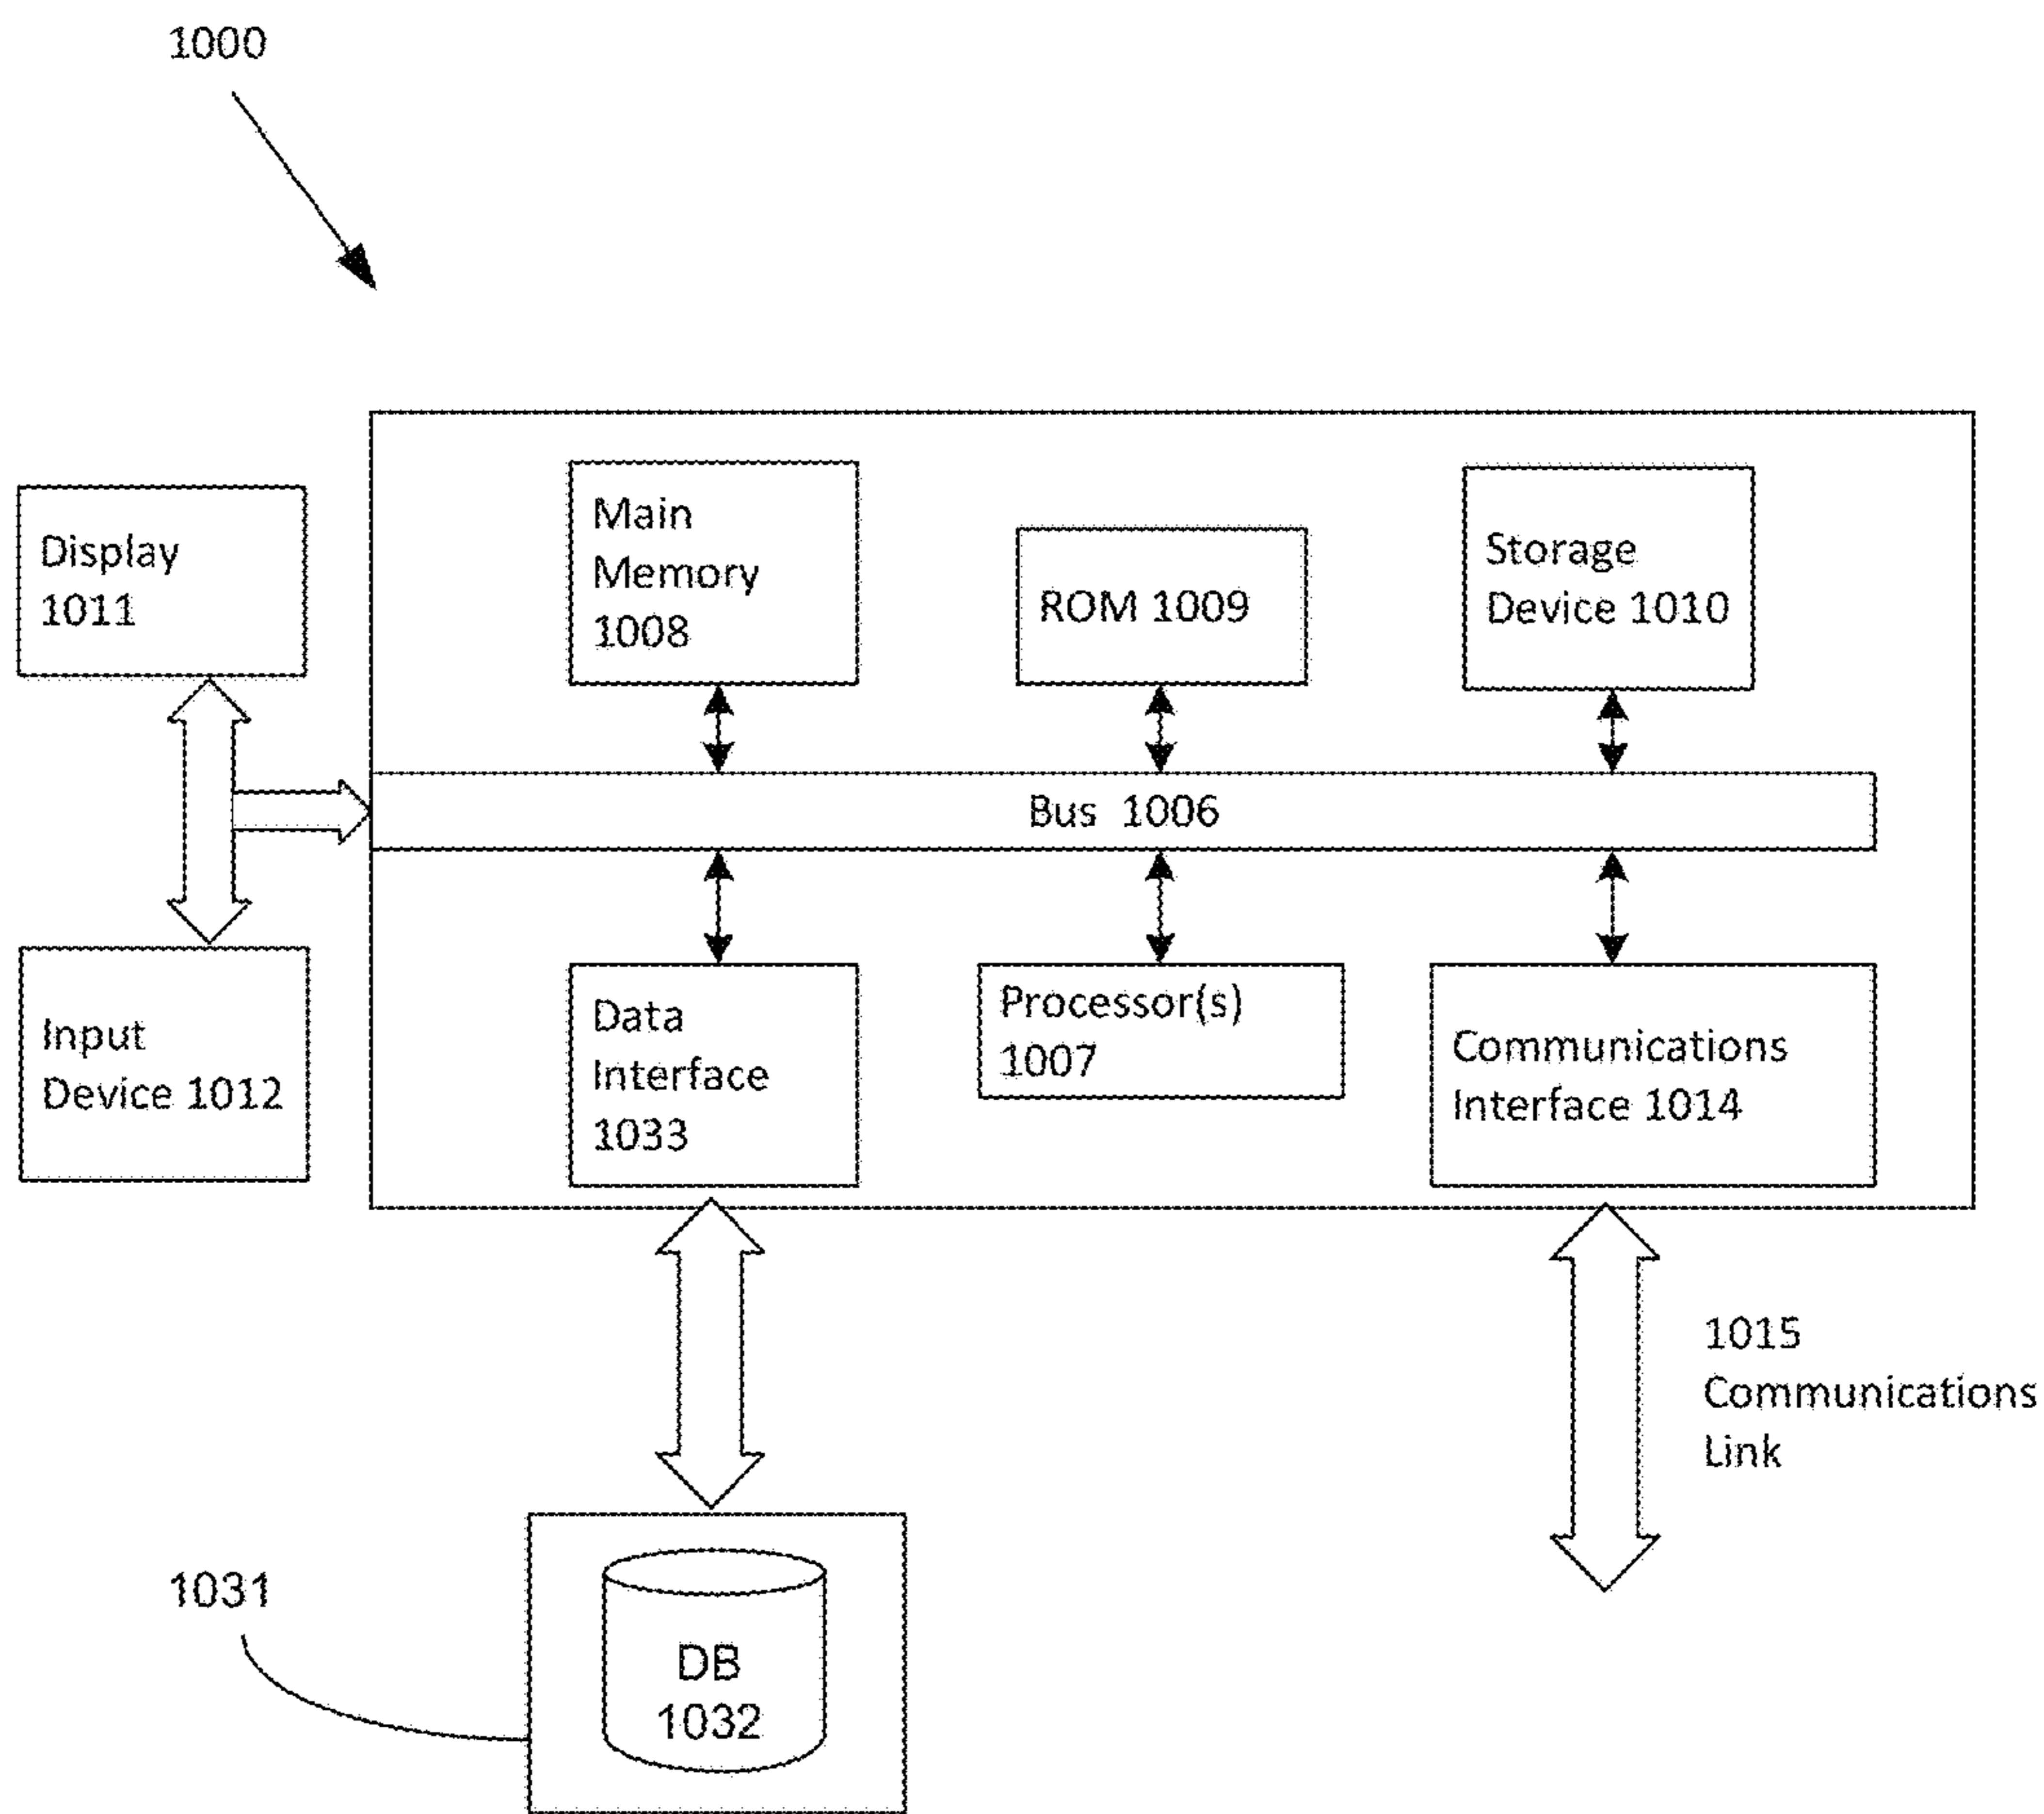 1000
Display
1011
Main
Memory
1008
ROM 1009
Storage
Device 1010
Bus 1006
Input
Device 1012
Data
Interface
1033
Processor(s)
1007
Communications
Interface 1014
1015
Communications
Link
1031
DB
1032